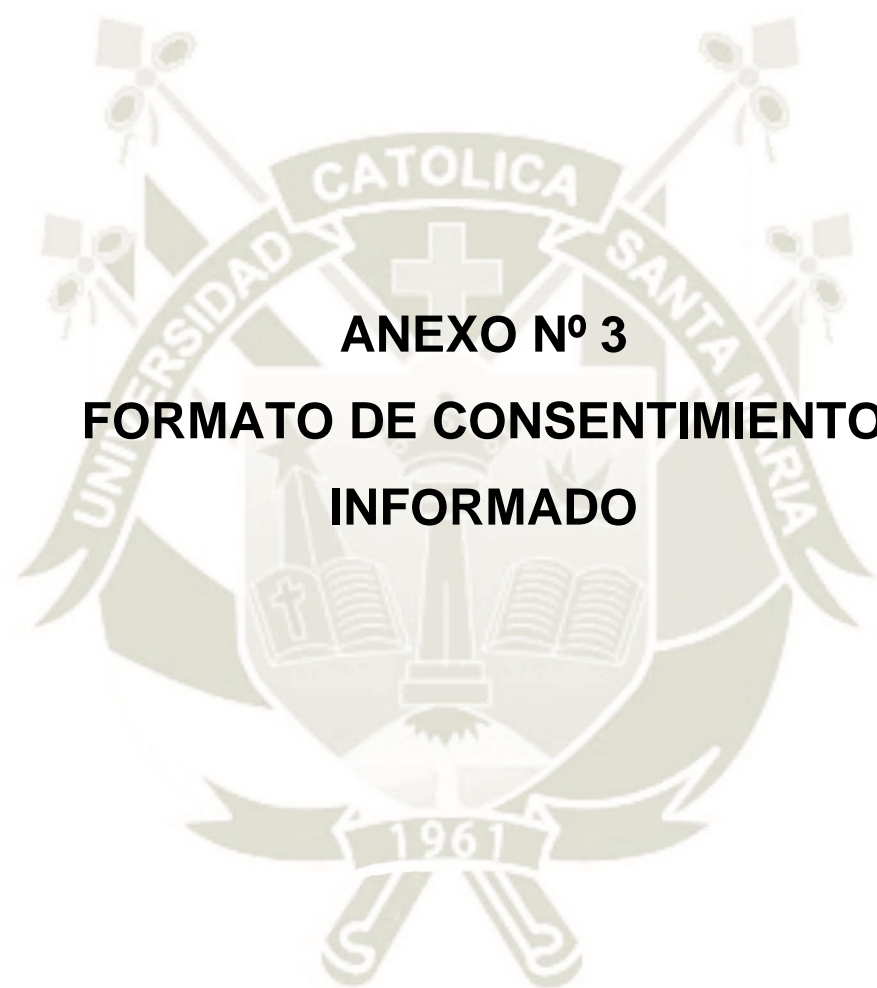 CATOLICA
UNIVERSIDAD
SANTA MARIA
ANEXO Nº 3
FORMATO DE CONSENTIMIENTO
INFORMADO
1961